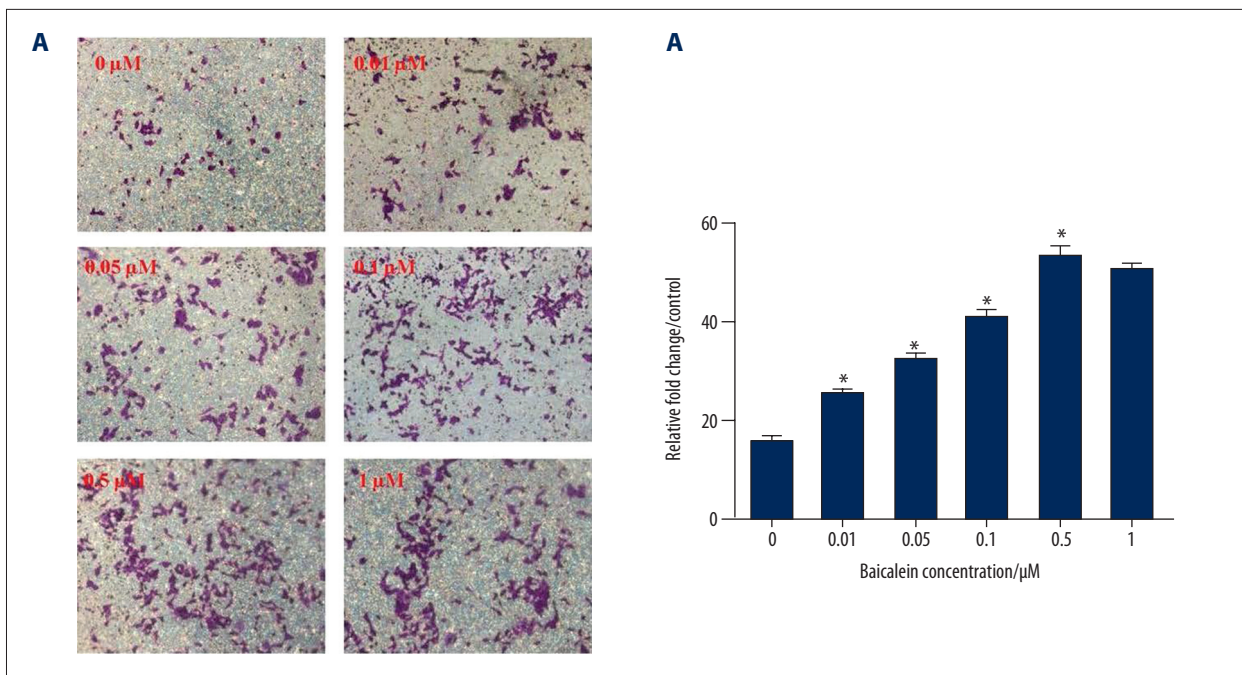 A
0 µM
0.01 µM
0.05 µM
0.1 µM
0.5 µM
1 µM
A
Relative fold change/control
60
40
20
0
*
*
*
*
0
0.01
0.05
0.1
0.5
1
Baicalein concentration/µM